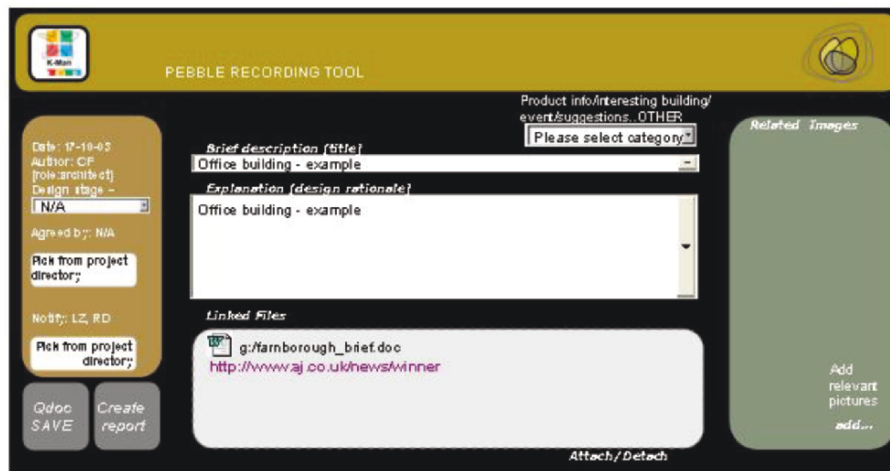 K-Man
PEBBLE RECORDING TOOL
Product info/interesting building/
event/suggestions..OTHER
Please select category
Date: 17-10-03
Author: CF
[role:architect]
Design stage -
N/A
Agreed by: N/A
Pick from project
directory;
Notify: LZ, RD
Pick from project
directory;
Qdoc
SAVE
Create
report
Brief description [title]
Office building - example
Explanation [design rationale]
Office building - example
Linked Files
g:/farnborough_brief.doc
http://www.aj.co.uk/news/winner
Attach/Detach
Related Images
Add
relevant
pictures
add...